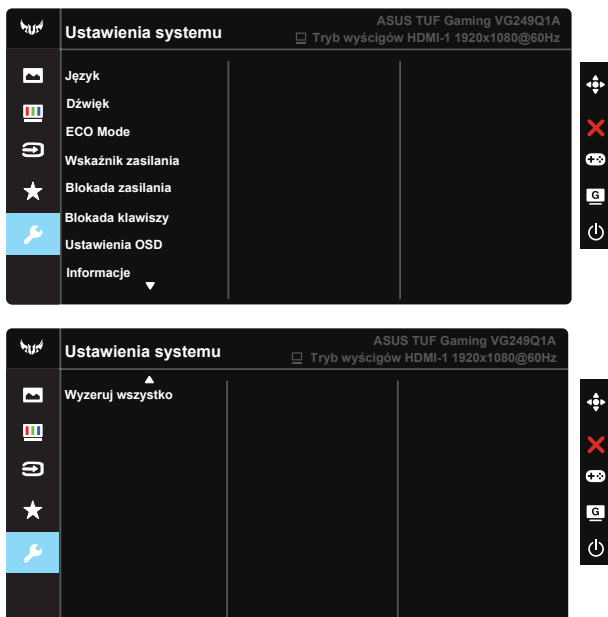 Ustawienia systemu
ASUS TUF Gaming VG249Q1A
Tryb wyścigów HDMI-1 1920x1080@60Hz
Język
Dźwięk
ECO Mode
Wskaźnik zasilania
Blokada zasilania
Blokada klawiszy
Ustawienia OSD
Informacje
G
Ustawienia systemu
ASUS TUF Gaming VG249Q1A
Tryb wyścigów HDMI-1 1920x1080@60Hz
Wyzeruj wszystko
G